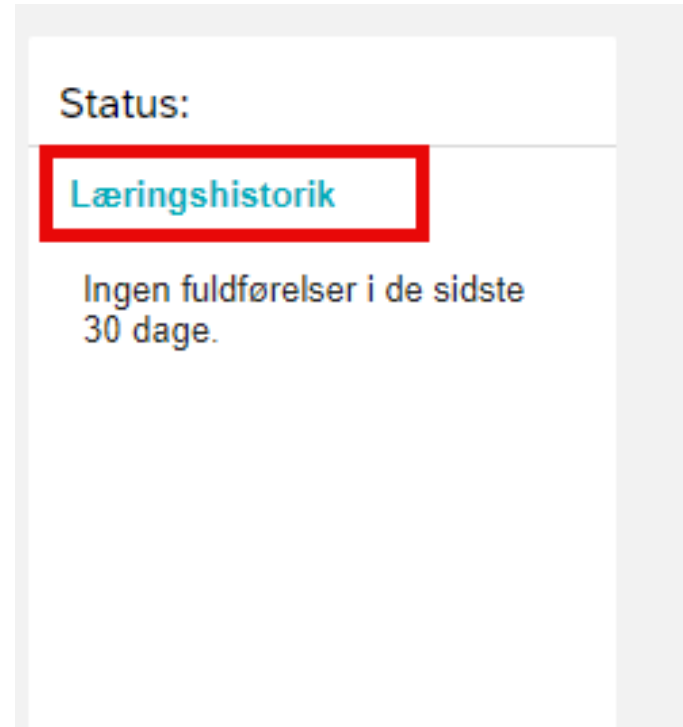 Status:
Læringshistorik
Ingen fuldførelser i de sidste
30 dage.